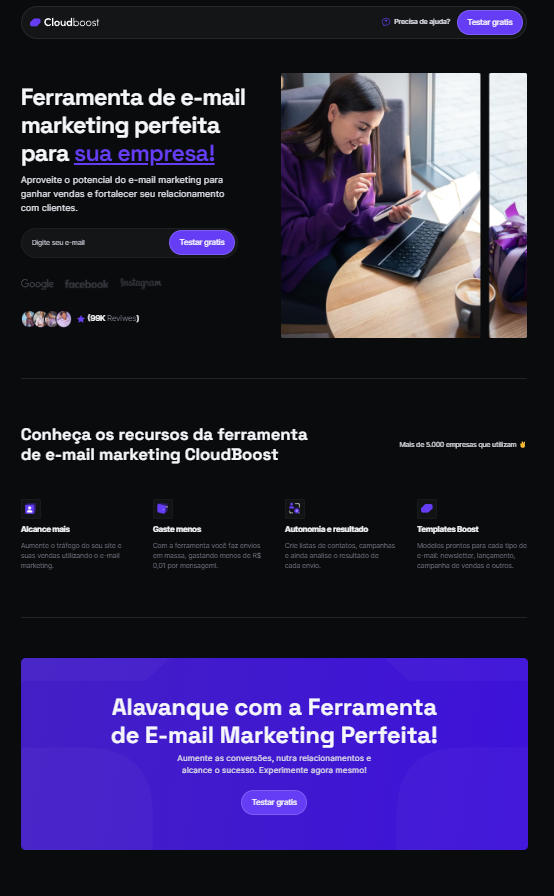 Cloudboost
Precisa de ajuda?
Testar gratis
Ferramenta de e-mail
marketing perfeita
para sua empresa!
Aproveite o potencial do e-mail marketing para
ganhar vendas e fortalecer seu relacionamento
com clientes.
Digite seu e-mail
Testar gratis
Google facebook Instagram
(99K Reviwes)
Conheça os recursos da ferramenta
de e-mail marketing CloudBoost
Mais de 5.000 empresas que utilizam ✌
Alcance mais
Aumente o tráfego do seu site e
suas vendas utilizando o e-mail
marketing.
Gaste menos
Com a ferramenta você faz envios
em massa, gastando menos de R$
0,01 por mensagem!.
Autonomia e resultado
Crie listas de contatos, campanhas
e ainda analise o resultado de
cada envio.
Templates Boost
Modelos prontos para cada tipo de
e-mail: newsletter, lançamento,
campanha de vendas e outros.
Alavanque com a Ferramenta
de E-mail Marketing Perfeita!
Aumente as conversões, nutra relacionamentos e
alcance o sucesso. Experimente agora mesmo!
Testar gratis